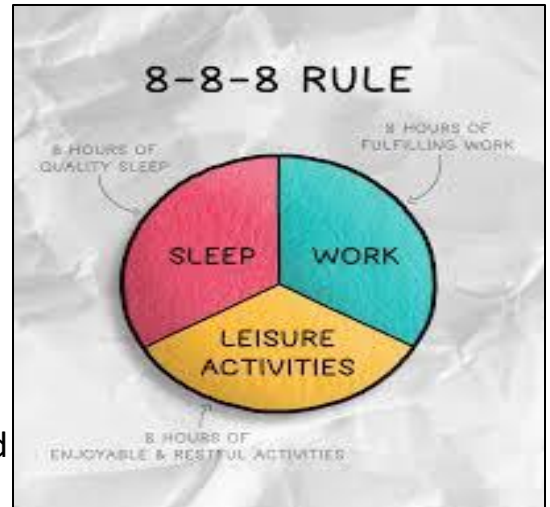 8-8-8 RULE
8 HOURS OF
QUALITY SLEEP
8 HOURS OF
FULFILLING WORK
SLEEP
WORK
LEISURE
ACTIVITIES
8 HOURS OF
ENJOYABLE & RESTFUL ACTIVITIES
d